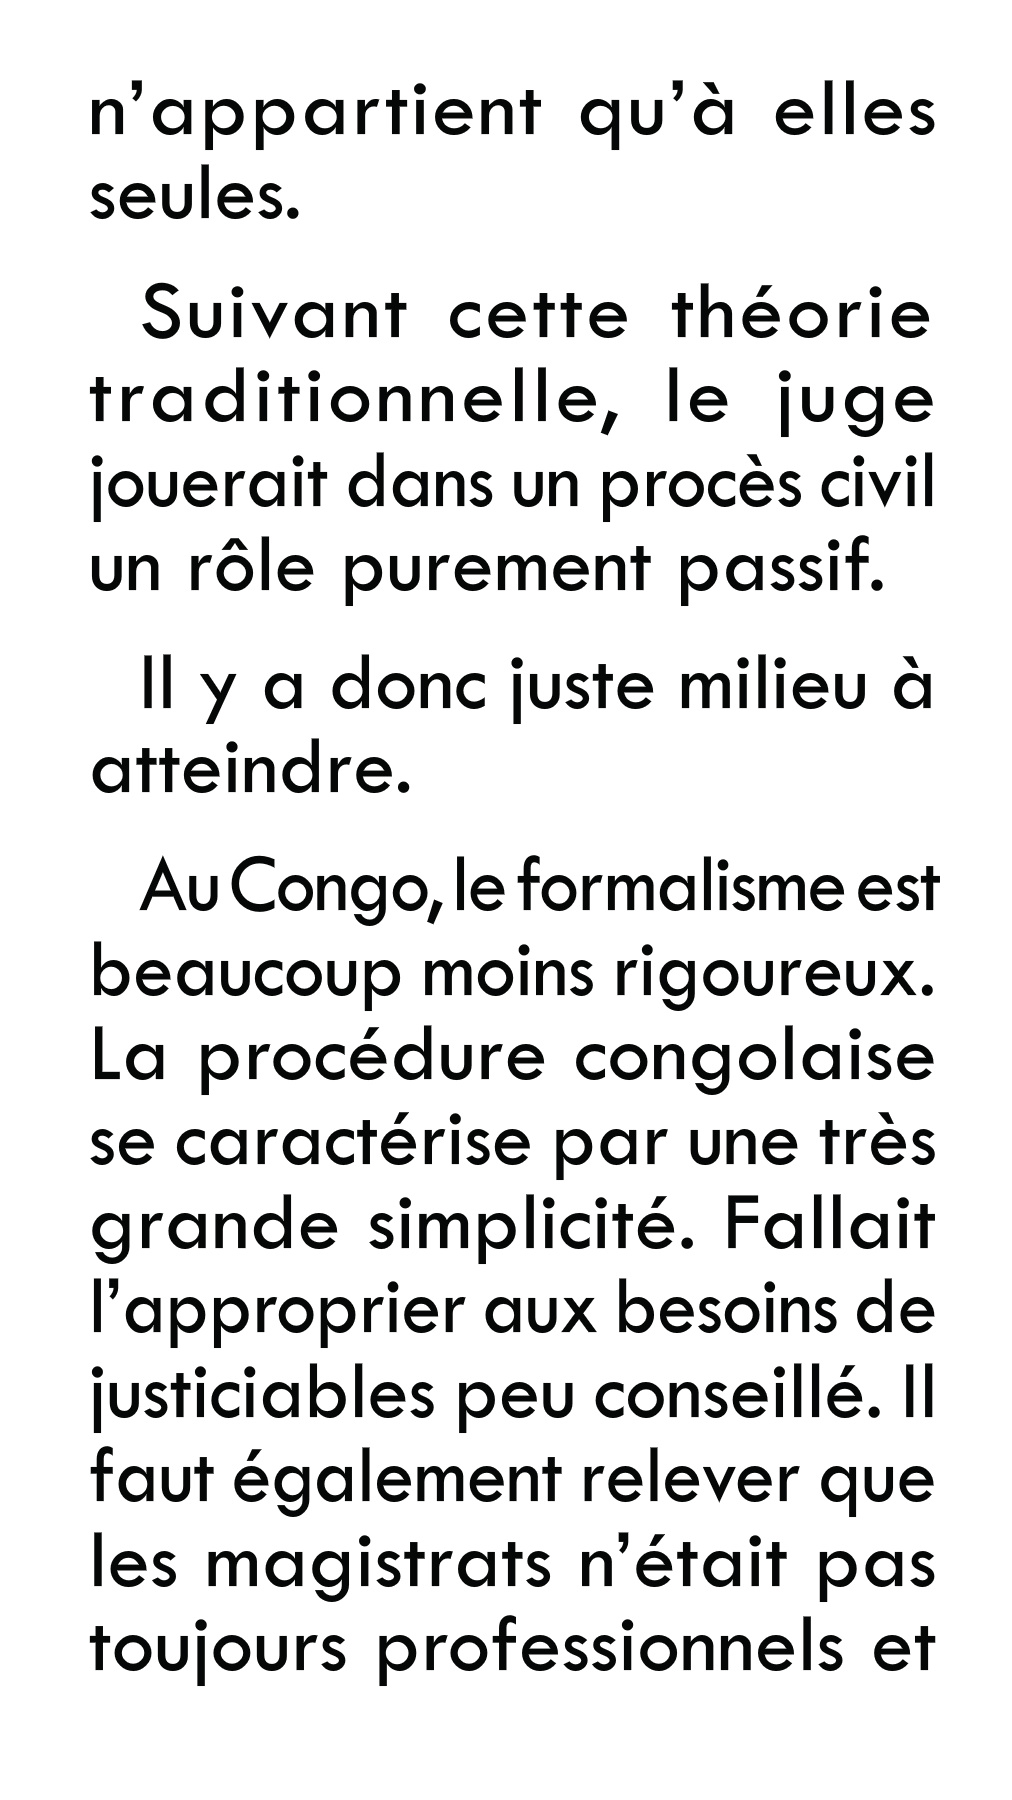 n’appartient qu’à elles
seules.
Suivant cette théorie
traditionnelle, le juge
jouerait dans un procès civil
un rôle purement passif.
Il y a donc juste milieu à
atteindre.
Au Congo, le formalisme est
beaucoup moins rigoureux.
La procédure congolaise
se caractérise par une très
grande simplicité. Fallait
l’approprier aux besoins de
justiciables peu conseillé. Il
faut également relever que
les magistrats n’était pas
toujours professionnels et